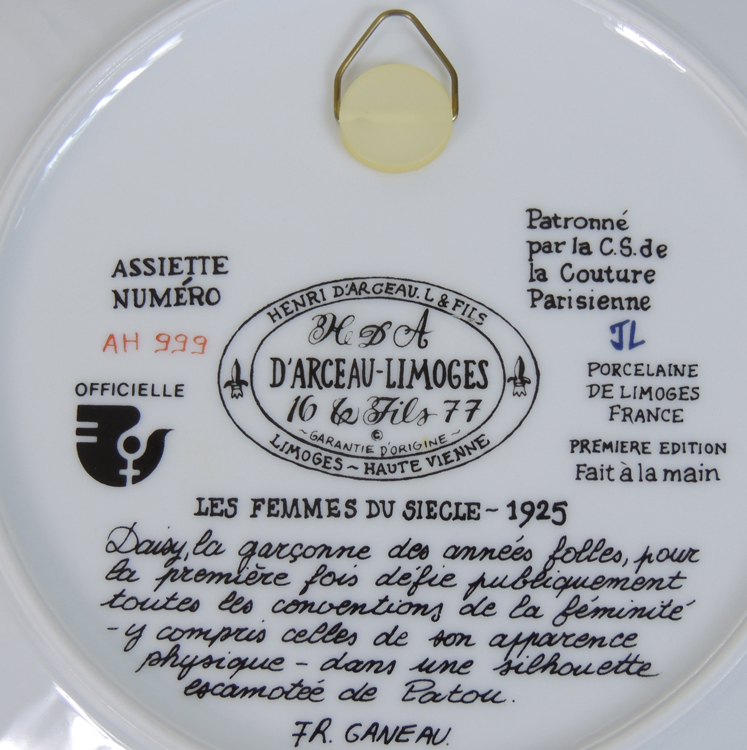 Patronné
par la C.S. de
la Couture
Parisienne
JL
ASSIETTE
NUMÉRO
AH 999
OFFICIELLE
HENRI D'ARCEAU. L & FILS
H D A
D'ARCEAU-LIMOGES
16 & Fils 77
©
~GARANTIE D'ORIGINE~
LIMOGES~HAUTE VIENNE
PORCELAINE
DE LIMOGES
FRANCE
PREMIERE EDITION
Fait à la main
LES FEMMES DU SIECLE~1925
Daisy, la garçonne des années folles, pour
la première fois défie publiquement
toutes les conventions de la féminité
-y compris celles de son apparence
physique - dans une silhouette
escamotée de Patou.
FR. GANEAU.